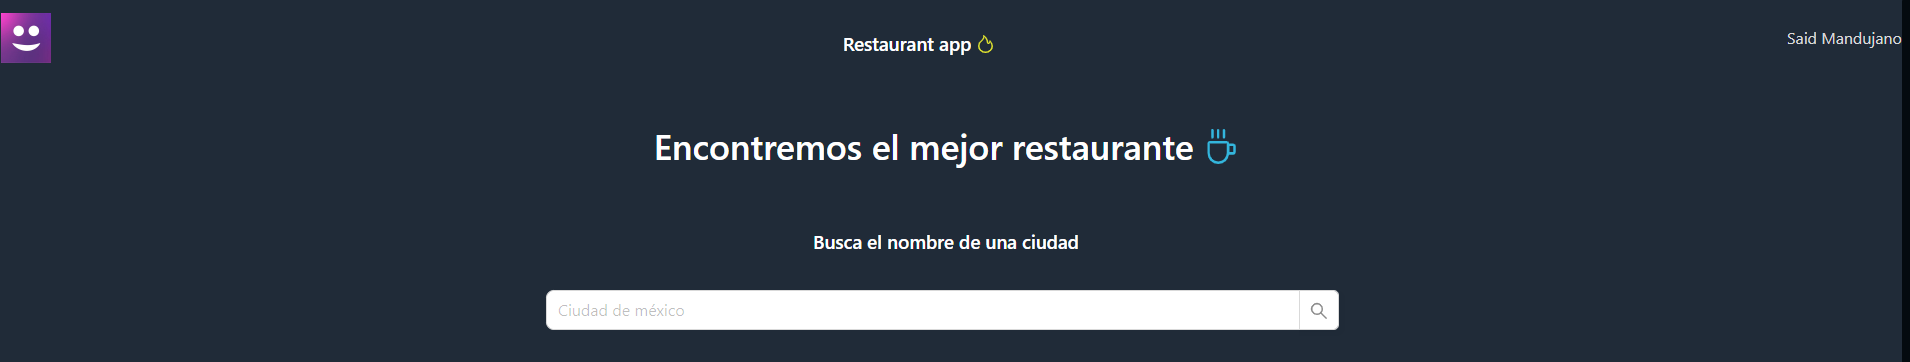 Restaurant app
Said Mandujano
Encontremos el mejor restaurante
Busca el nombre de una ciudad
Ciudad de méxico